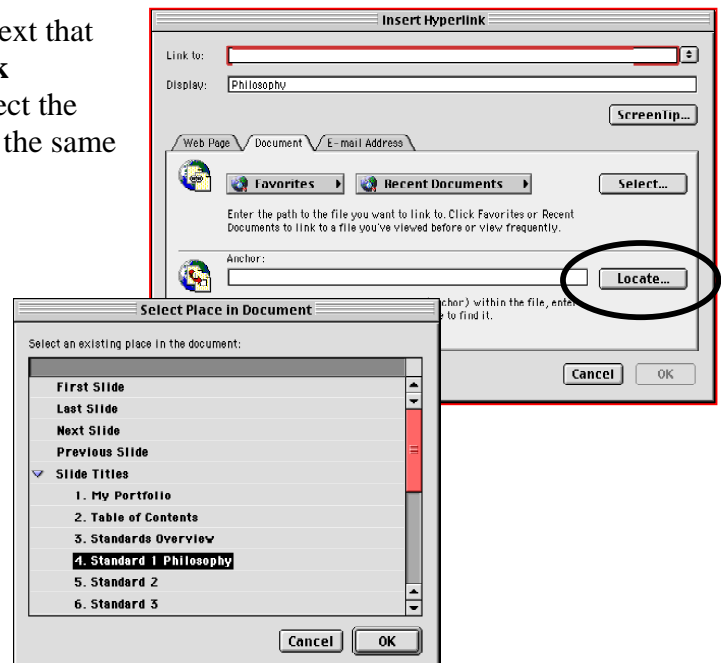 ext that
k
ect the
the same
Insert Hyperlink
Link to:
Display: Philosophy
ScreenTip...
Web Page Document E-mail Address
Favorites Recent Documents Select...
Enter the path to the file you want to link to. Click Favorites or Recent
Documents to link to a file you've viewed before or view frequently.
Anchor:
Locate...
chor) within the file, enter
to find it.
Cancel OK
Select Place in Document
Select an existing place in the document:
First Slide
Last Slide
Next Slide
Previous Slide
Slide Titles
1. My Portfolio
2. Table of Contents
3. Standards Overview
4. Standard 1 Philosophy
5. Standard 2
6. Standard 3
Cancel OK